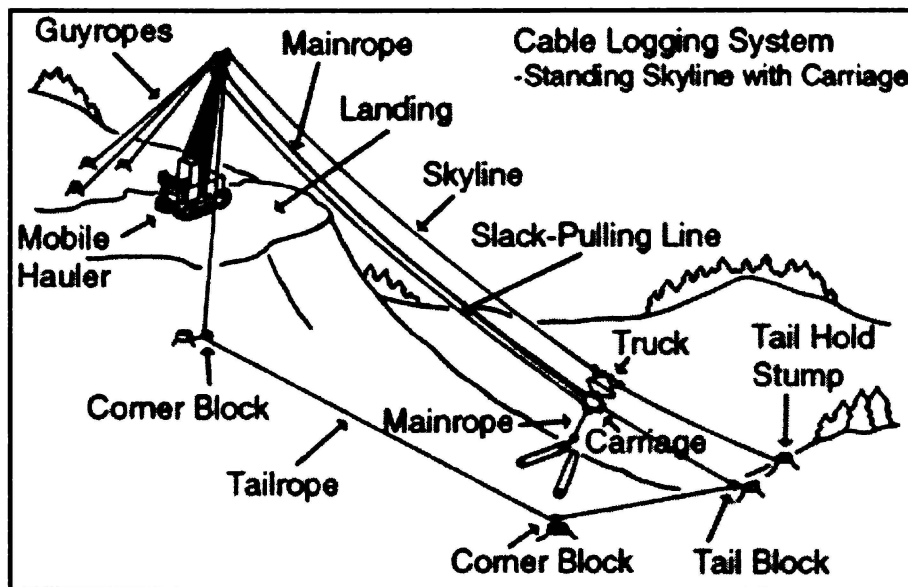 Guyropes
Mainrope
Cable Logging System
-Standing Skyline with Carriage
Landing
Skyline
Slack-Pulling Line
Mobile
Hauler
Truck
Tail Hold
Stump
Corner Block
Mainrope
Carriage
Tailrope
Corner Block
Tail Block